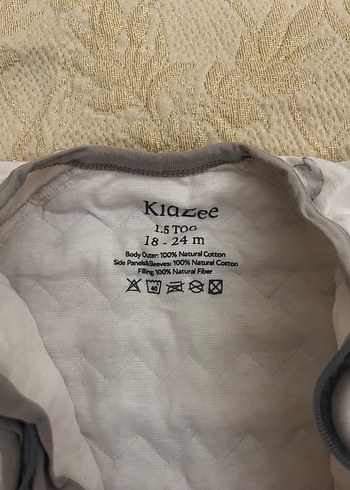 KidZee
1.5 TOG
18 - 24 m
Body Outer: 100% Natural Cotton
Side Panels&Sleeves: 100% Natural Cotton
Filling: 100% Natural Fiber
40